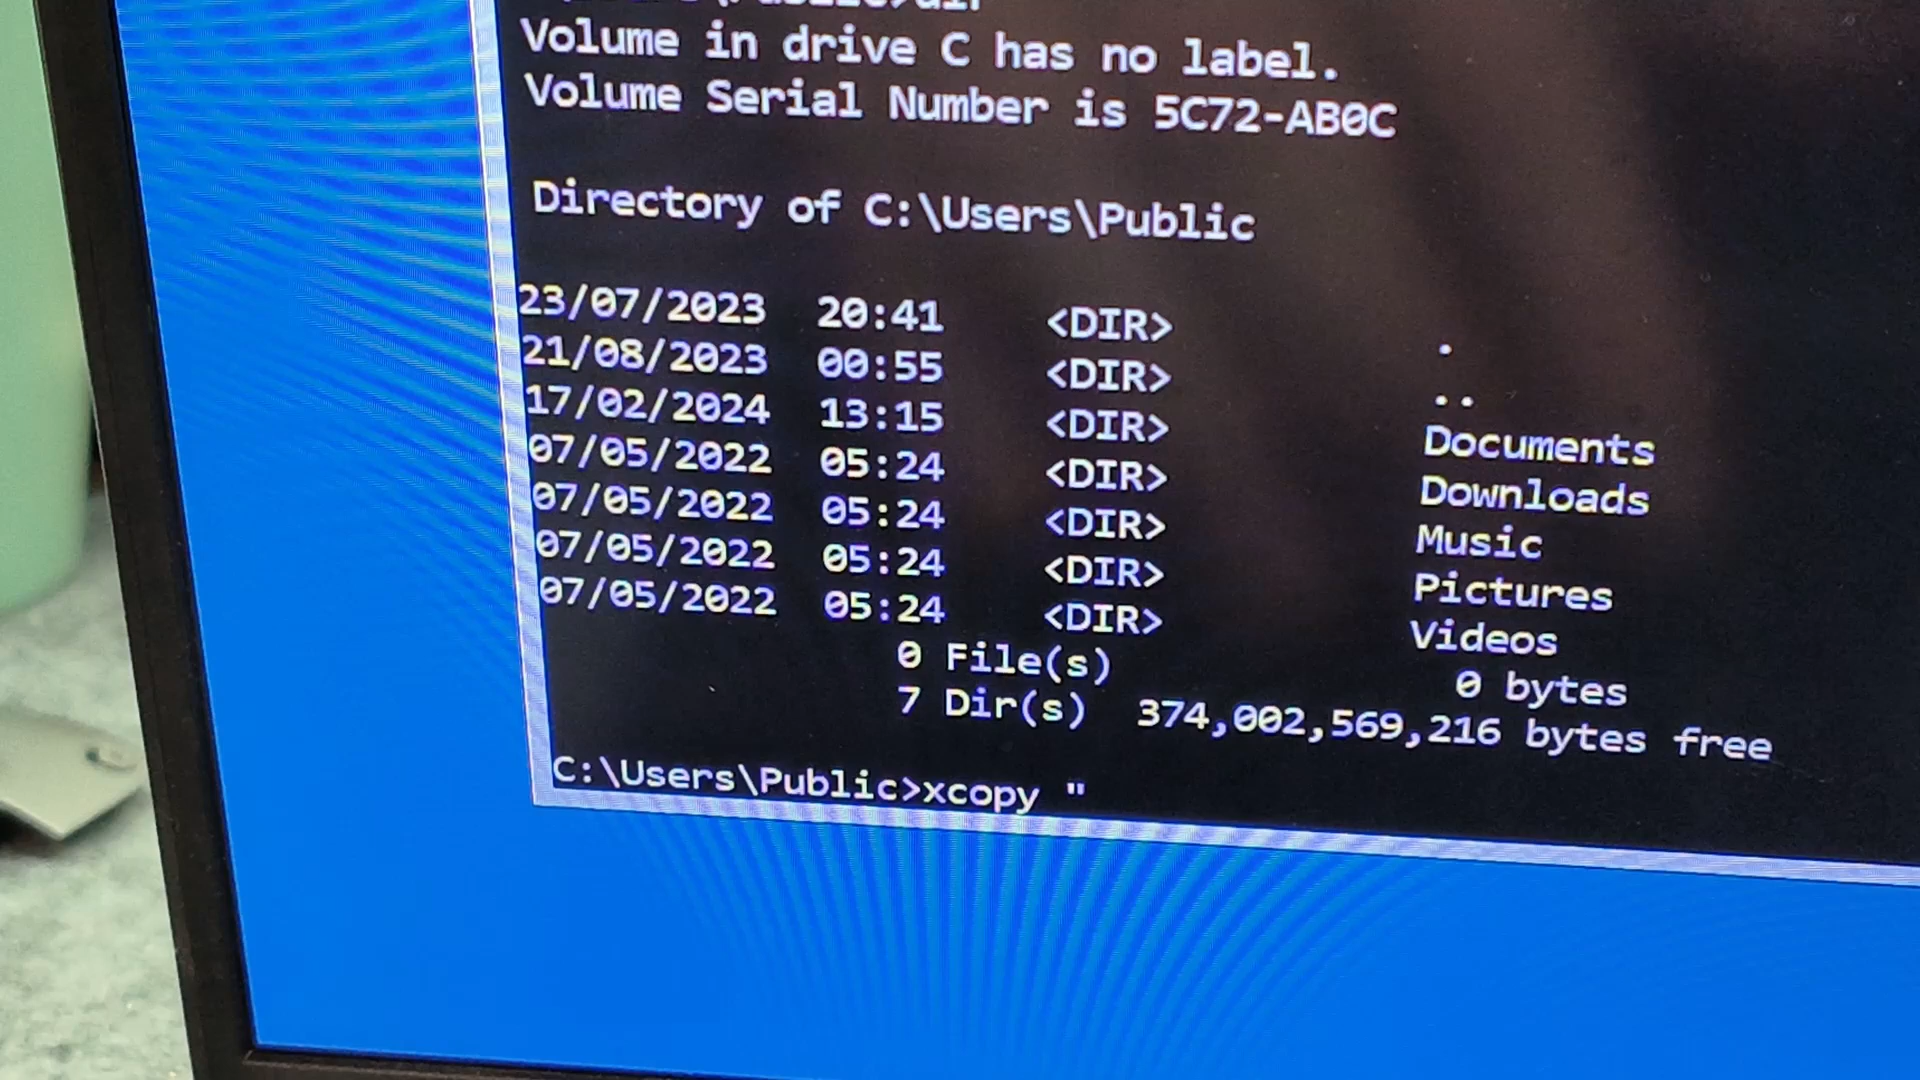 \Public>dir
Volume in drive C has no label.
Volume Serial Number is 5C72-AB0C
Directory of C:\Users\Public
23/07/2023 20:41 <DIR> .
21/08/2023 00:55 <DIR> ..
17/02/2024 13:15 <DIR> Documents
07/05/2022 05:24 <DIR> Downloads
07/05/2022 05:24 <DIR> Music
07/05/2022 05:24 <DIR> Pictures
07/05/2022 05:24 <DIR> Videos
0 File(s) 0 bytes
7 Dir(s) 374,002,569,216 bytes free
C:\Users\Public>xcopy "